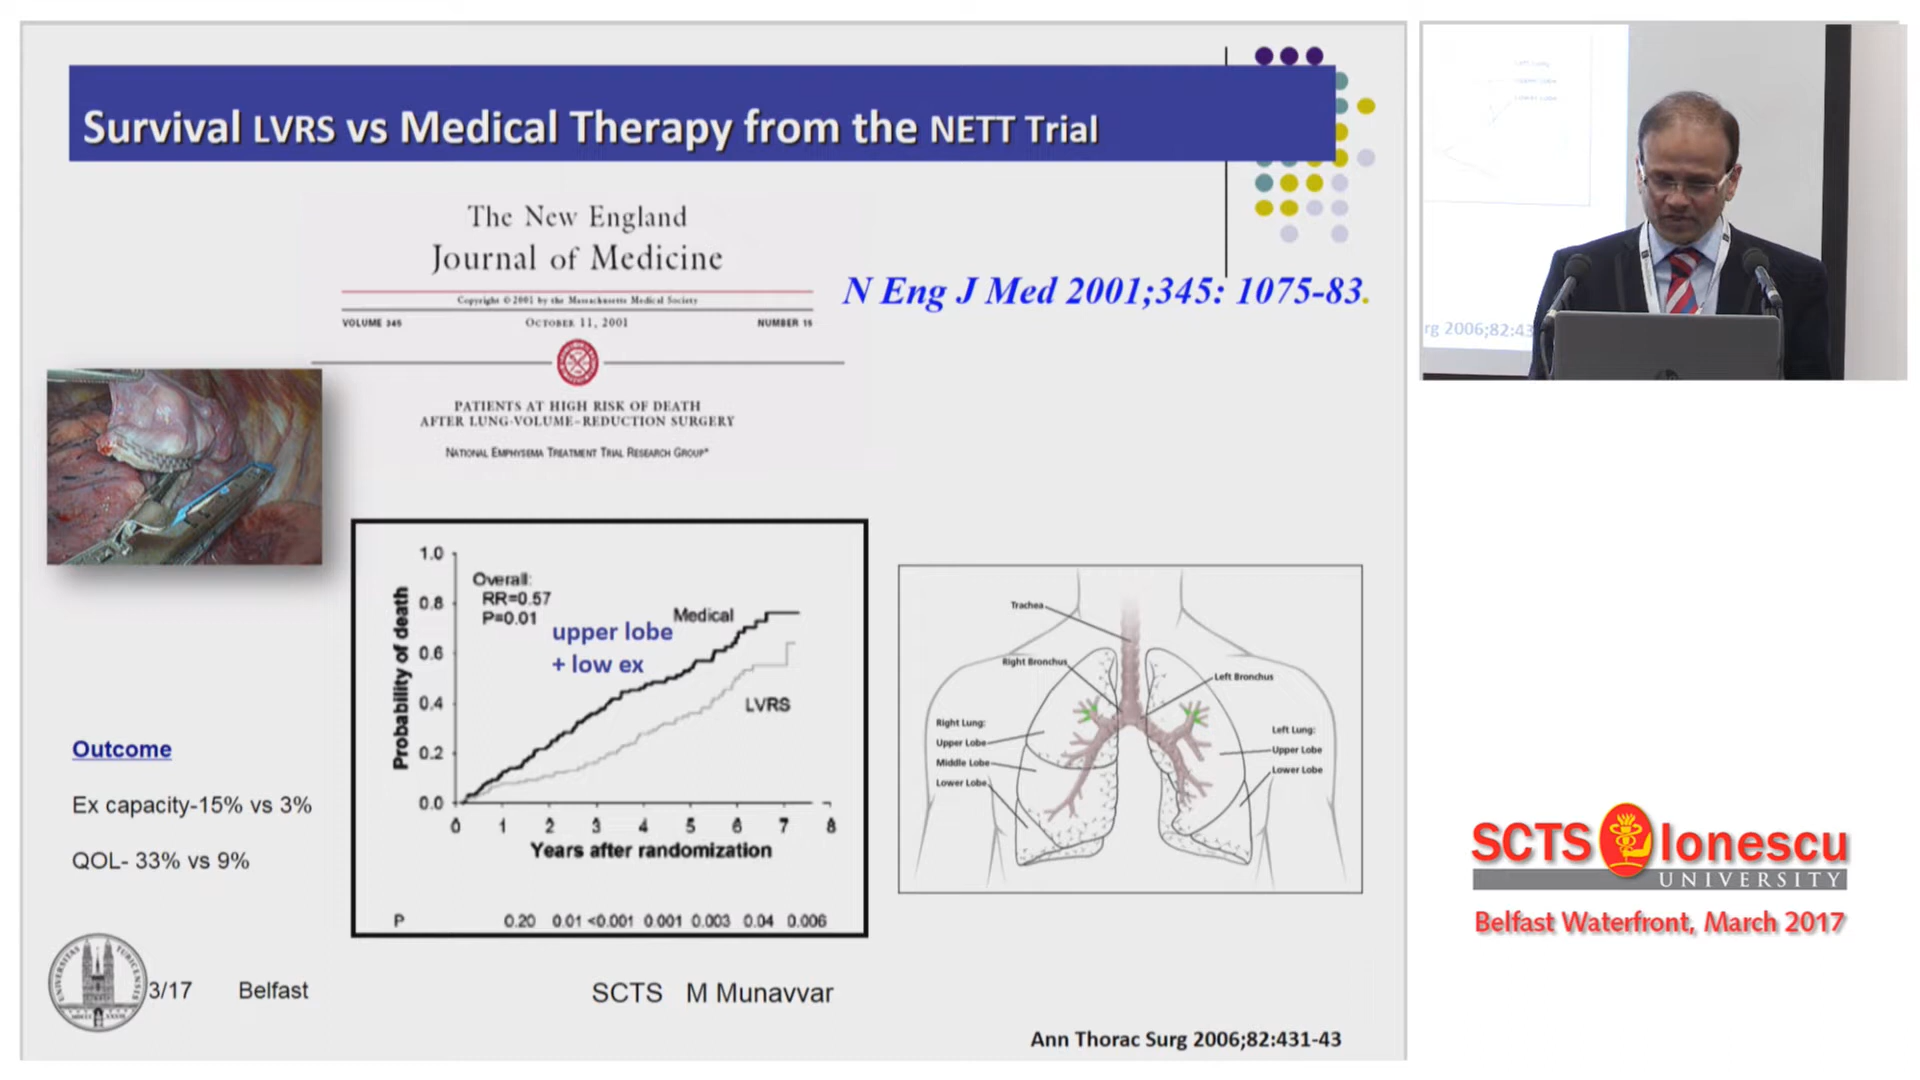 Survival LVRS vs Medical Therapy from the NETT Trial
The New England
Journal of Medicine
Copyright © 2001 by the Massachusetts Medical Society
VOLUME 345 OCTOBER 11, 2001 NUMBER 15
N Eng J Med 2001;345: 1075-83.
PATIENTS AT HIGH RISK OF DEATH
AFTER LUNG-VOLUME-REDUCTION SURGERY
NATIONAL EMPHYSEMA TREATMENT TRIAL RESEARCH GROUP*
Outcome
Ex capacity-15% vs 3%
QOL- 33% vs 9%
Probability of death
1.0
0.8
0.6
0.4
0.2
0.0
Overall:
RR=0.57
P=0.01
upper lobe
+ low ex
Medical
LVRS
0 1 2 3 4 5 6 7 8
Years after randomization
P 0.20 0.01 <0.001 0.001 0.003 0.04 0.006
Trachea
Right Bronchus
Left Bronchus
Right Lung:
Upper Lobe
Middle Lobe
Lower Lobe
Left Lung:
Upper Lobe
Lower Lobe
3/17 Belfast SCTS M Munavvar
Ann Thorac Surg 2006;82:431-43
Left Lung:
Upper Lobe
Lower Lobe
rg 2006;82:43
SCTS Ionescu
UNIVERSITY
Belfast Waterfront, March 2017